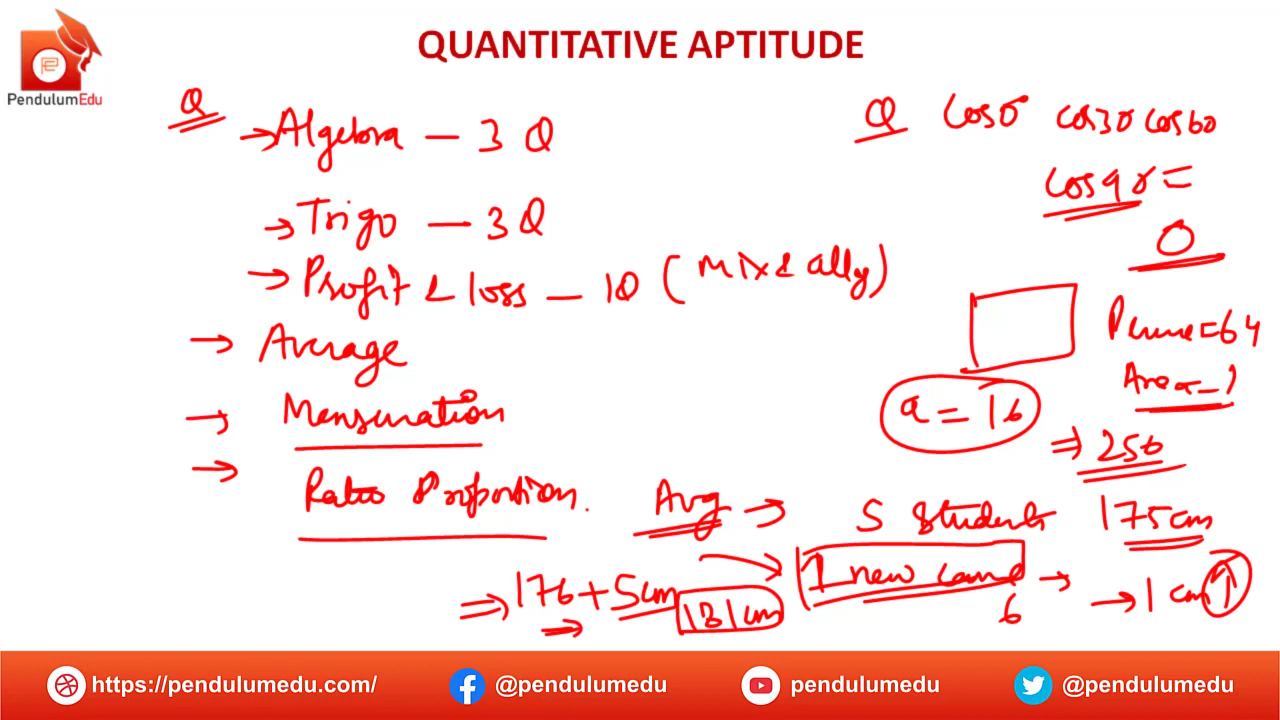 QUANTITATIVE APTITUDE
PendulumEdu
Q
→ Algebra — 3 Q
→ Trigo — 3 Q
→ Profit & loss — 1Q (Mix & ally)
→ Average
→ Mensuration
→ Ratio & Proportion.
Q cos0° cos30 cos60
cos90=
0
Perime=64
Area=?
a = 16
⇒ 256
Avg → 5 Students 175cm
1 new came → → 1 cm ↑
6
⇒ 176+5cm 181cm
https://pendulumedu.com/
@pendulumedu
pendulumedu
@pendulumedu